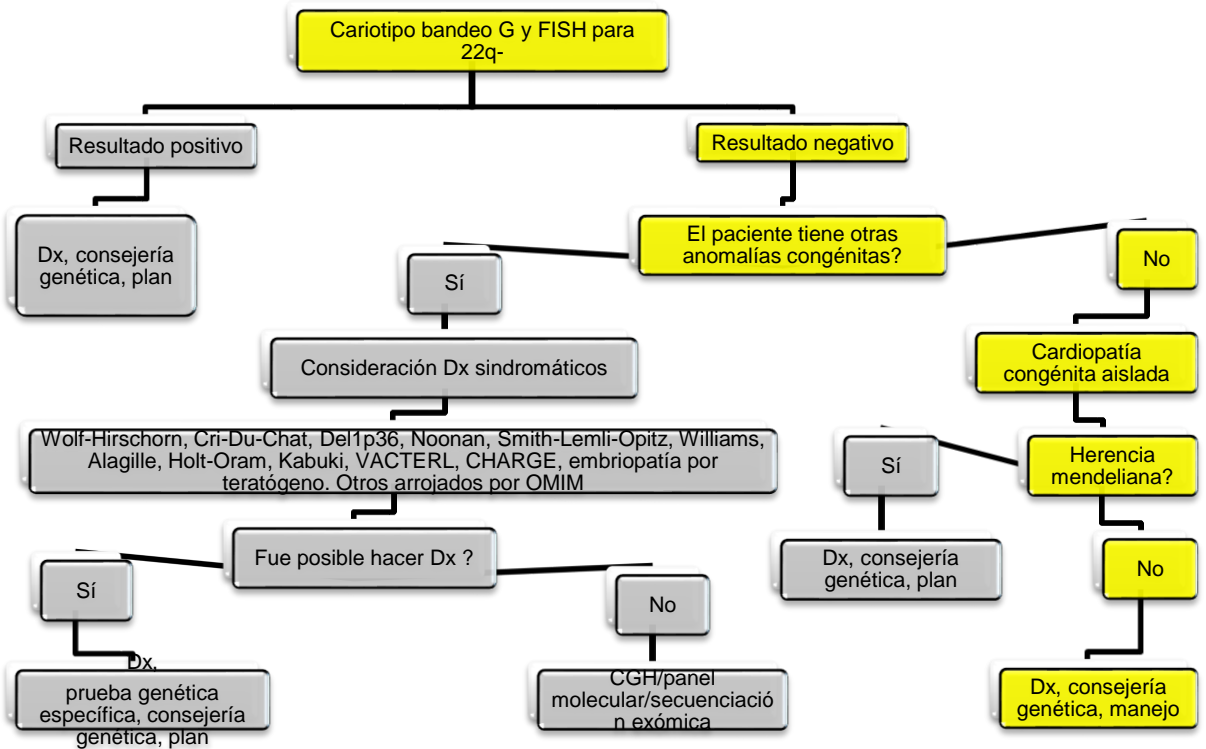 Cariotipo bandeo G y FISH para
22q-
Resultado positivo
Resultado negativo
Dx, consejería
genética, plan
El paciente tiene otras
anomalías congénitas?
Sí
No
Consideración Dx sindromáticos
Cardiopatía
congénita aislada
Wolf-Hirschorn, Cri-Du-Chat, Del1p36, Noonan, Smith-Lemli-Opitz, Williams,
Alagille, Holt-Oram, Kabuki, VACTERL, CHARGE, embriopatía por
teratógeno. Otros arrojados por OMIM
Sí
Herencia
mendeliana?
Fue posible hacer Dx ?
Dx, consejería
genética, plan
No
Sí
No
Dx,
prueba genética
específica, consejería
genética, plan
CGH/panel
molecular/secuenciació
n exómica
Dx, consejería
genética, manejo